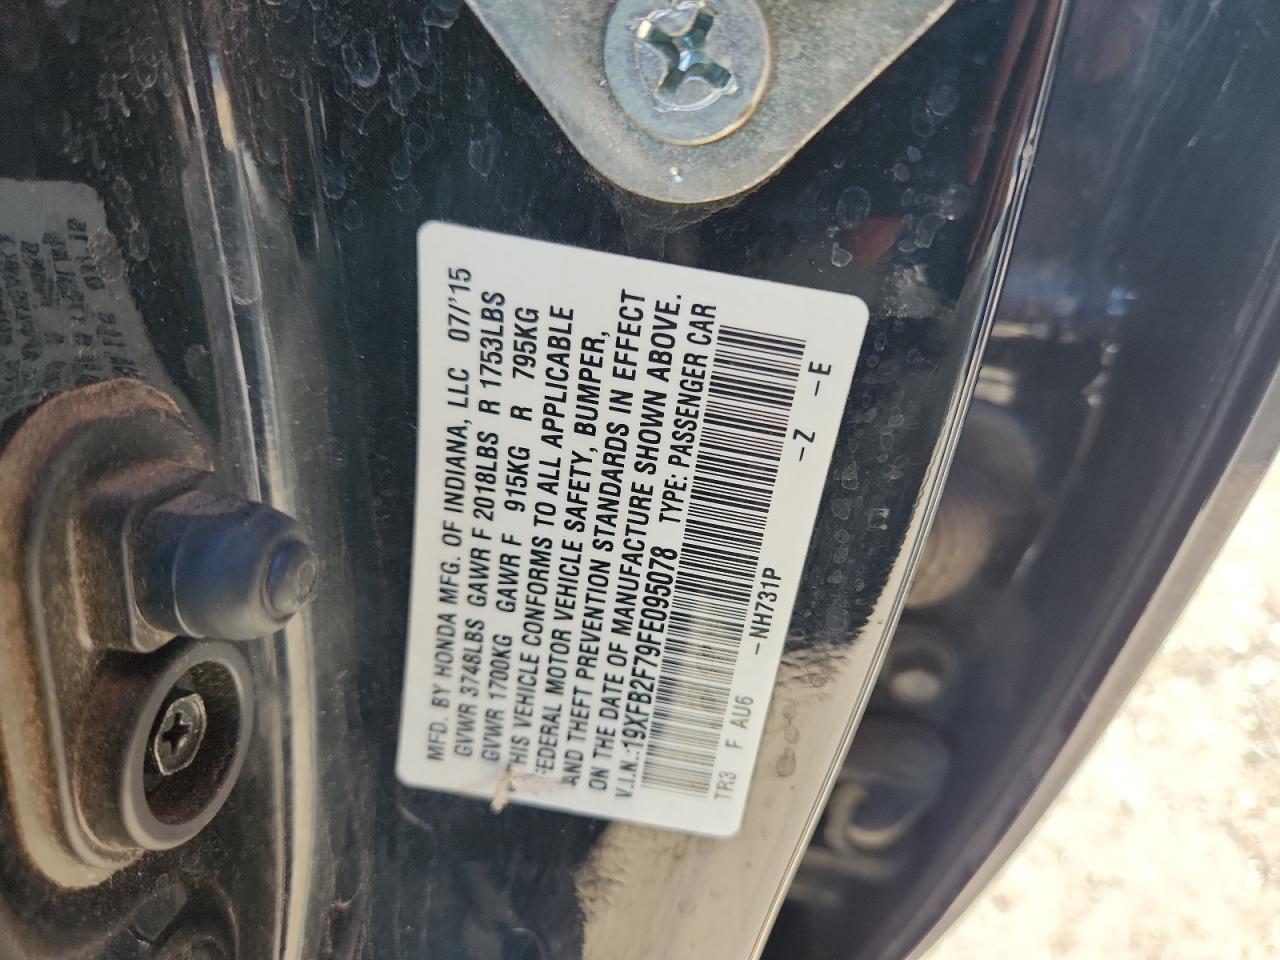 MFD. BY HONDA MFG. OF INDIANA, LLC 07/'15
GVWR 3748LBS GAWR F 2018LBS R 1753LBS
GVWR 1700KG GAWR F 915KG R 795KG
THIS VEHICLE CONFORMS TO ALL APPLICABLE
FEDERAL MOTOR VEHICLE SAFETY, BUMPER,
AND THEFT PREVENTION STANDARDS IN EFFECT
ON THE DATE OF MANUFACTURE SHOWN ABOVE.
V.I.N.:19XFB2F79FE095078 TYPE: PASSENGER CAR
TR3 F AU6 -NH731P -Z -E